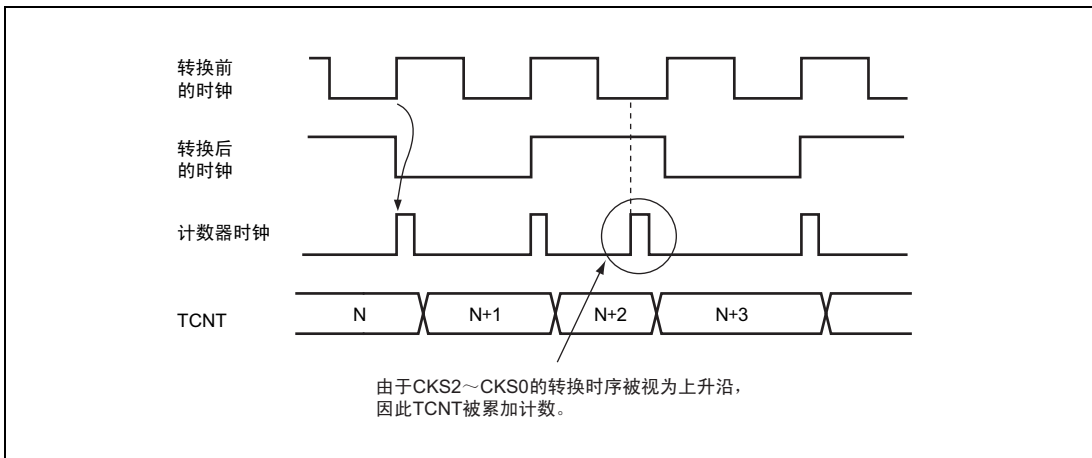 转换前
的时钟
转换后
的时钟
计数器时钟
TCNT
N
N+1
N+2
N+3
由于CKS2～CKS0的转换时序被视为上升沿，
因此TCNT被累加计数。